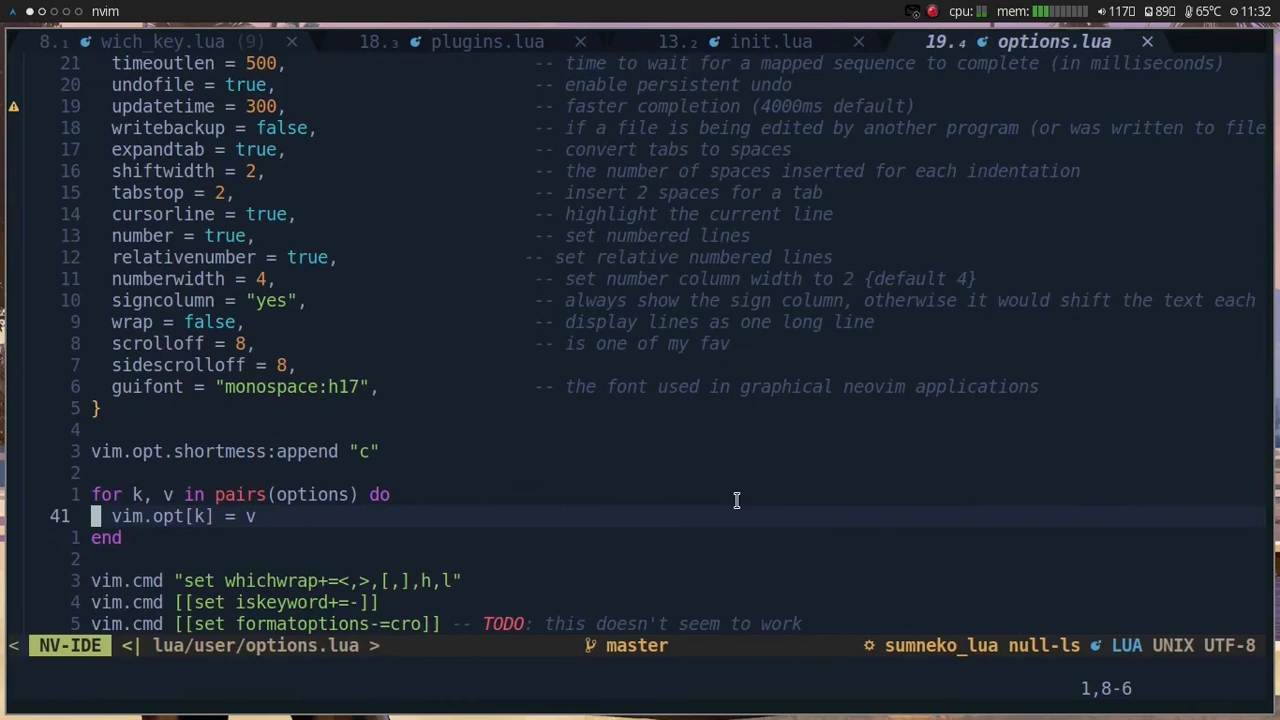 nvim cpu: mem: 117 89 65°C 11:32
8.₁ wich_key.lua (9) × 18.₃ plugins.lua × 13.₂ init.lua × 19.₄ options.lua ×
21 timeoutlen = 500, -- time to wait for a mapped sequence to complete (in milliseconds)
20 undofile = true, -- enable persistent undo
19 updatetime = 300, -- faster completion (4000ms default)
18 writebackup = false, -- if a file is being edited by another program (or was written to file
17 expandtab = true, -- convert tabs to spaces
16 shiftwidth = 2, -- the number of spaces inserted for each indentation
15 tabstop = 2, -- insert 2 spaces for a tab
14 cursorline = true, -- highlight the current line
13 number = true, -- set numbered lines
12 relativenumber = true, -- set relative numbered lines
11 numberwidth = 4, -- set number column width to 2 {default 4}
10 signcolumn = "yes", -- always show the sign column, otherwise it would shift the text each
9 wrap = false, -- display lines as one long line
8 scrolloff = 8, -- is one of my fav
7 sidescrolloff = 8,
6 guifont = "monospace:h17", -- the font used in graphical neovim applications
5 }
4
3 vim.opt.shortmess:append "c"
2
1 for k, v in pairs(options) do
41 vim.opt[k] = v
1 end
2
3 vim.cmd "set whichwrap+=<,>,[,],h,l"
4 vim.cmd [[set iskeyword+=-]]
5 vim.cmd [[set formatoptions-=cro]] -- TODO: this doesn't seem to work
< NV-IDE <| lua/user/options.lua > master sumneko_lua null-ls LUA UNIX UTF-8
1,8-6